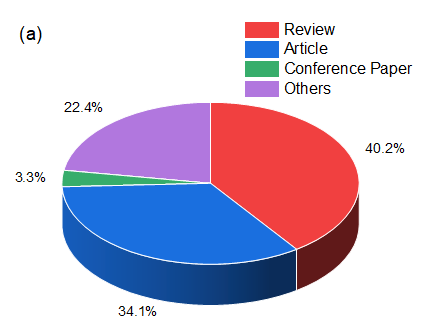 (a)
Review
Article
Conference Paper
Others
22.4%
40.2%
3.3%
34.1%